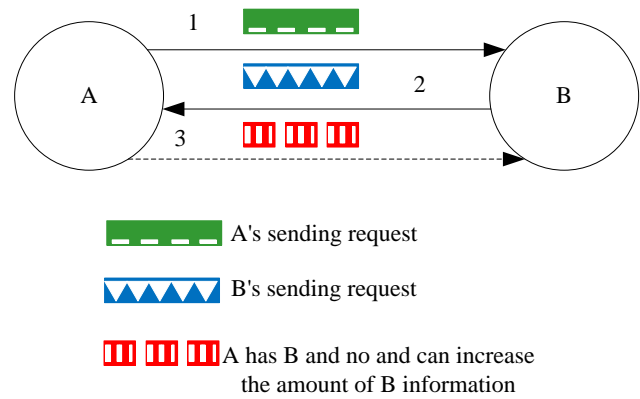 1
A
B
2
3
A's sending request
B's sending request
A has B and no and can increase
the amount of B information